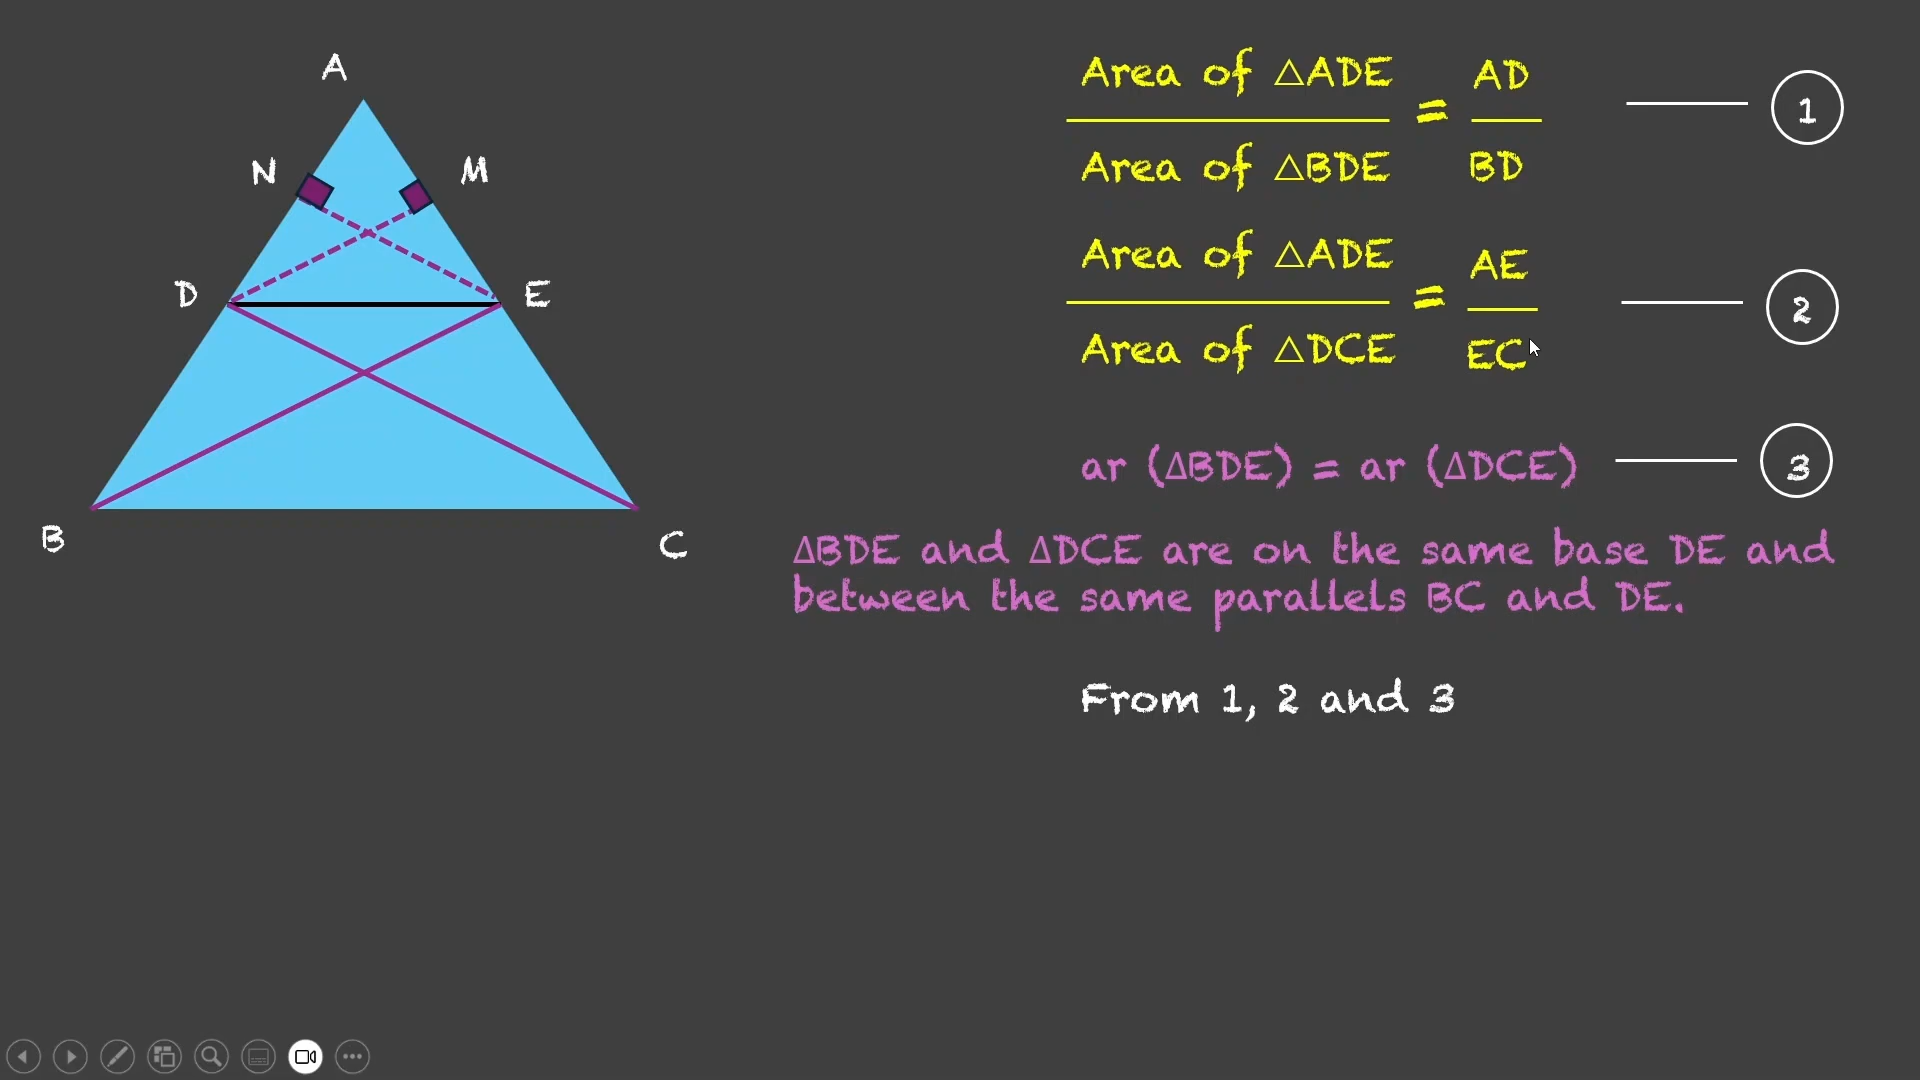 A
N
M
D
E
B
C
Area of △ADE
Area of △BDE
=
AD
BD
1
Area of △ADE
Area of △DCE
=
AE
EC
2
ar (ΔBDE) = ar (ΔDCE)
3
ΔBDE and ΔDCE are on the same base DE and
between the same parallels BC and DE.
From 1, 2 and 3